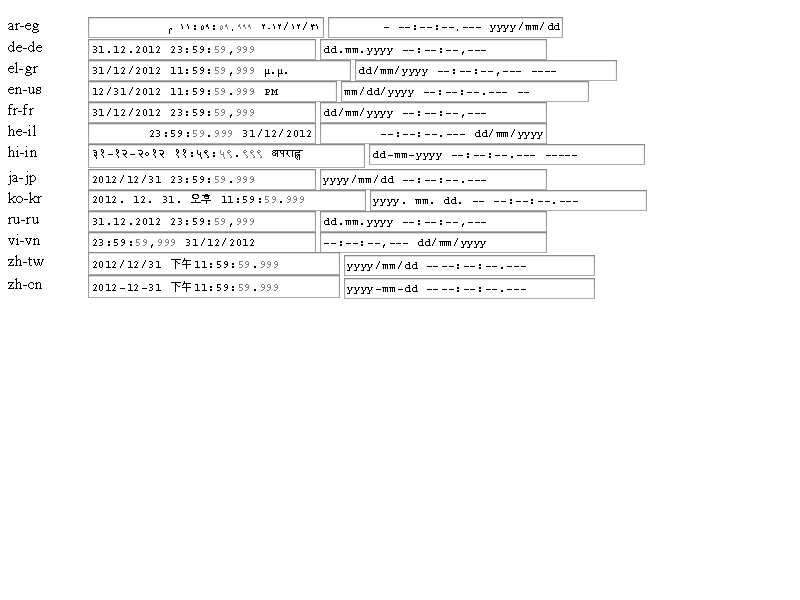 ar-eg م ١١:٥٩:٥٩,٩٩٩ ٢٠١٢/١٢/٣١ - --:--:--.--- yyyy/mm/dd
de-de 31.12.2012 23:59:59,999 dd.mm.yyyy --:--:--,---
el-gr 31/12/2012 11:59:59,999 μ.μ. dd/mm/yyyy --:--:--,--- ----
en-us 12/31/2012 11:59:59.999 PM mm/dd/yyyy --:--:--.--- --
fr-fr 31/12/2012 23:59:59,999 dd/mm/yyyy --:--:--,---
he-il 23:59:59.999 31/12/2012 --:--:--.--- dd/mm/yyyy
hi-in ३१-१२-२०१२ ११:५९:५९.९९९ अपराह्न dd-mm-yyyy --:--:--.--- -----
ja-jp 2012/12/31 23:59:59.999 yyyy/mm/dd --:--:--.---
ko-kr 2012. 12. 31. 오후 11:59:59.999 yyyy. mm. dd. -- --:--:--.---
ru-ru 31.12.2012 23:59:59,999 dd.mm.yyyy --:--:--,---
vi-vn 23:59:59,999 31/12/2012 --:--:--,--- dd/mm/yyyy
zh-tw 2012/12/31 下午11:59:59.999 yyyy/mm/dd ----:--:--.---
zh-cn 2012-12-31 下午11:59:59.999 yyyy-mm-dd ----:--:--.---